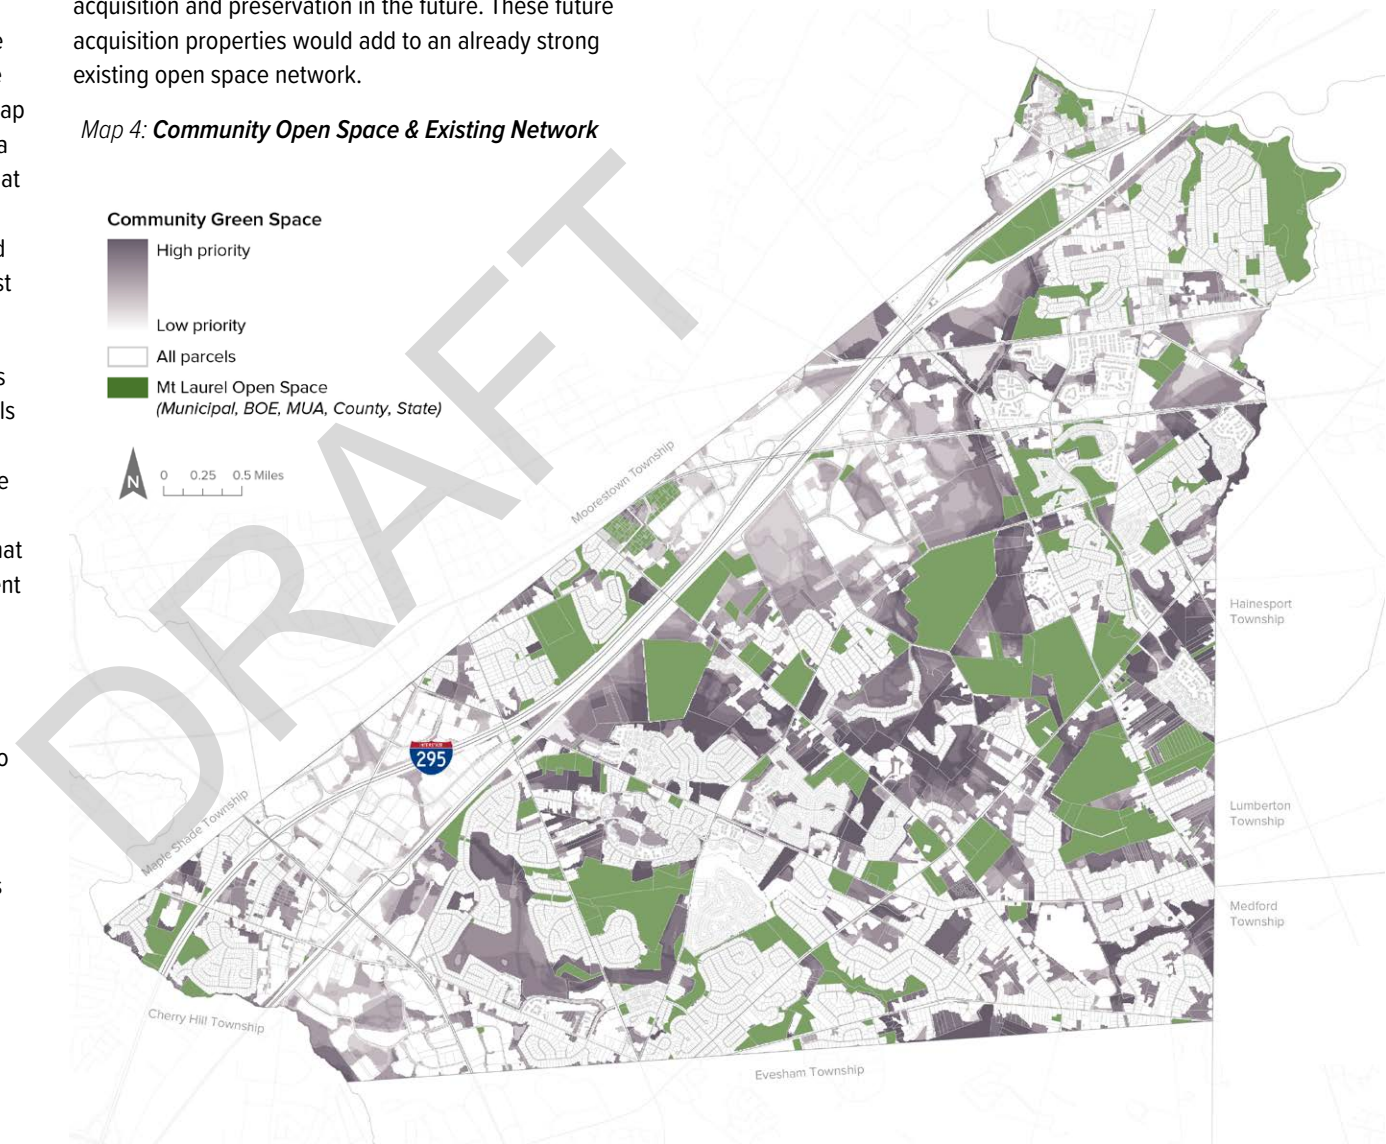 acquisition and preservation in the future. These future
acquisition properties would add to an already strong
existing open space network.
Map 4: Community Open Space & Existing Network
Community Green Space
High priority
Low priority
All parcels
Mt Laurel Open Space
(Municipal, BOE, MUA, County, State)
N
0 0.25 0.5 Miles
DRAFT
Moorestown Township
INTERSTATE
295
Maple Shade Township
Cherry Hill Township
Evesham Township
Hainesport
Township
Lumberton
Township
Medford
Township